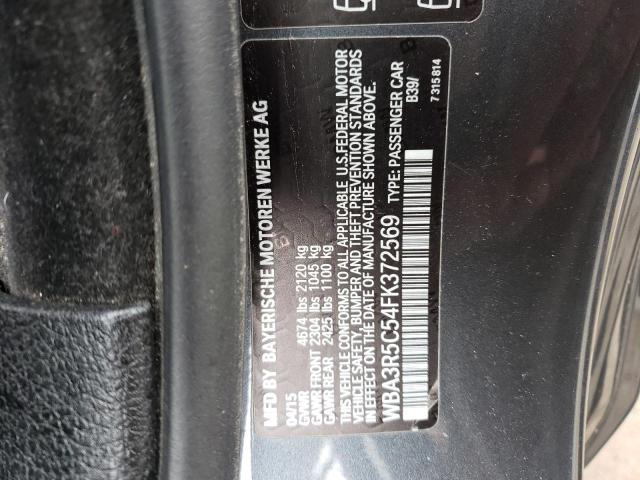 MFD BY BAYERISCHE MOTOREN WERKE AG
04/15
GVWR 4674 lbs 2120 kg
GAWR FRONT 2304 lbs 1045 kg
GAWR REAR 2425 lbs 1100 kg
THIS VEHICLE CONFORMS TO ALL APPLICABLE U.S.FEDERAL MOTOR
VEHICLE SAFETY, BUMPER AND THEFT PREVENTION STANDARDS
IN EFFECT ON THE DATE OF MANUFACTURE SHOWN ABOVE.
WBA3R5C54FK372569 TYPE: PASSENGER CAR
B39/
7 315 814